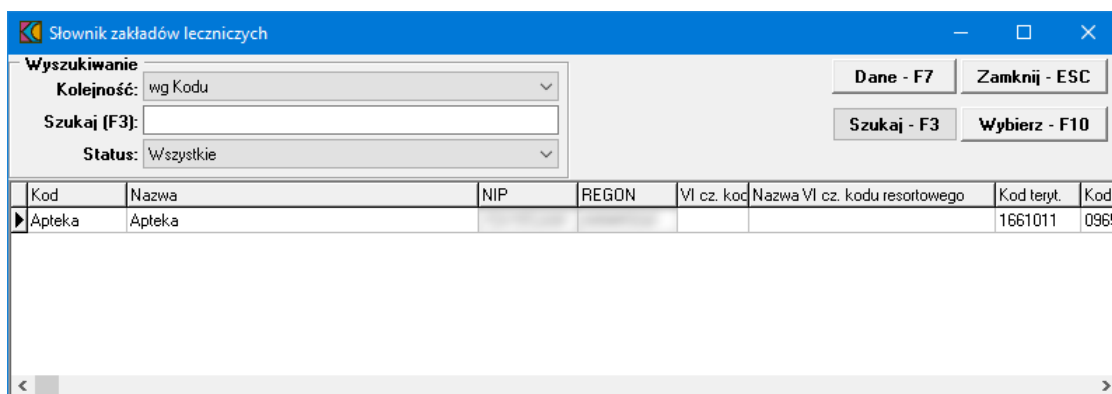 Słownik zakładów leczniczych
Wyszukiwanie
Kolejność: wg Kodu
Dane - F7 Zamknij - ESC
Szukaj (F3):
Szukaj - F3 Wybierz - F10
Status: Wszystkie
Kod Nazwa NIP REGON VI cz. kod Nazwa VI cz. kodu resortowego Kod teryt. Kod
Apteka Apteka 1661011 096